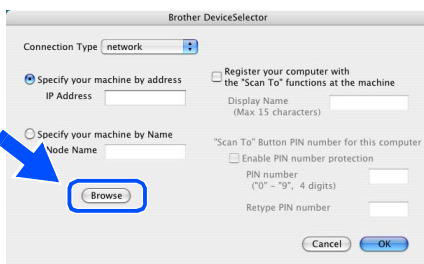 Brother DeviceSelector
Connection Type network
Specify your machine by address
IP Address
Specify your machine by Name
Node Name
Browse
Register your computer with
the "Scan To" functions at the machine
Display Name
(Max 15 characters)
"Scan To" Button PIN number for this computer
Enable PIN number protection
PIN number
("0" - "9", 4 digits)
Retype PIN number
Cancel OK